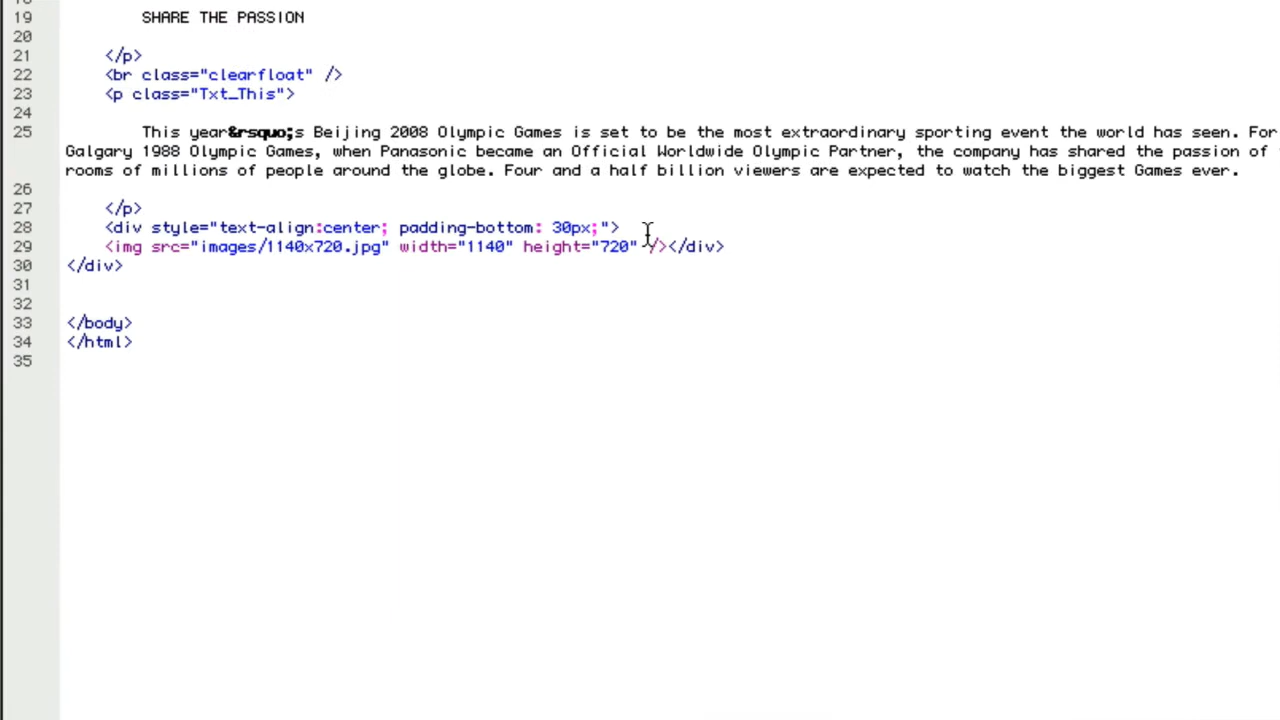 19 SHARE THE PASSION
20
21 </p>
22 <br class="clearfloat" />
23 <p class="Txt_This">
24
25 This year&rsquo;s Beijing 2008 Olympic Games is set to be the most extraordinary sporting event the world has seen. For
Galgary 1988 Olympic Games, when Panasonic became an Official Worldwide Olympic Partner, the company has shared the passion of
rooms of millions of people around the globe. Four and a half billion viewers are expected to watch the biggest Games ever.
26
27 </p>
28 <div style="text-align:center; padding-bottom: 30px;">
29 <img src="images/1140x720.jpg" width="1140" height="720" /></div>
30 </div>
31
32
33 </body>
34 </html>
35